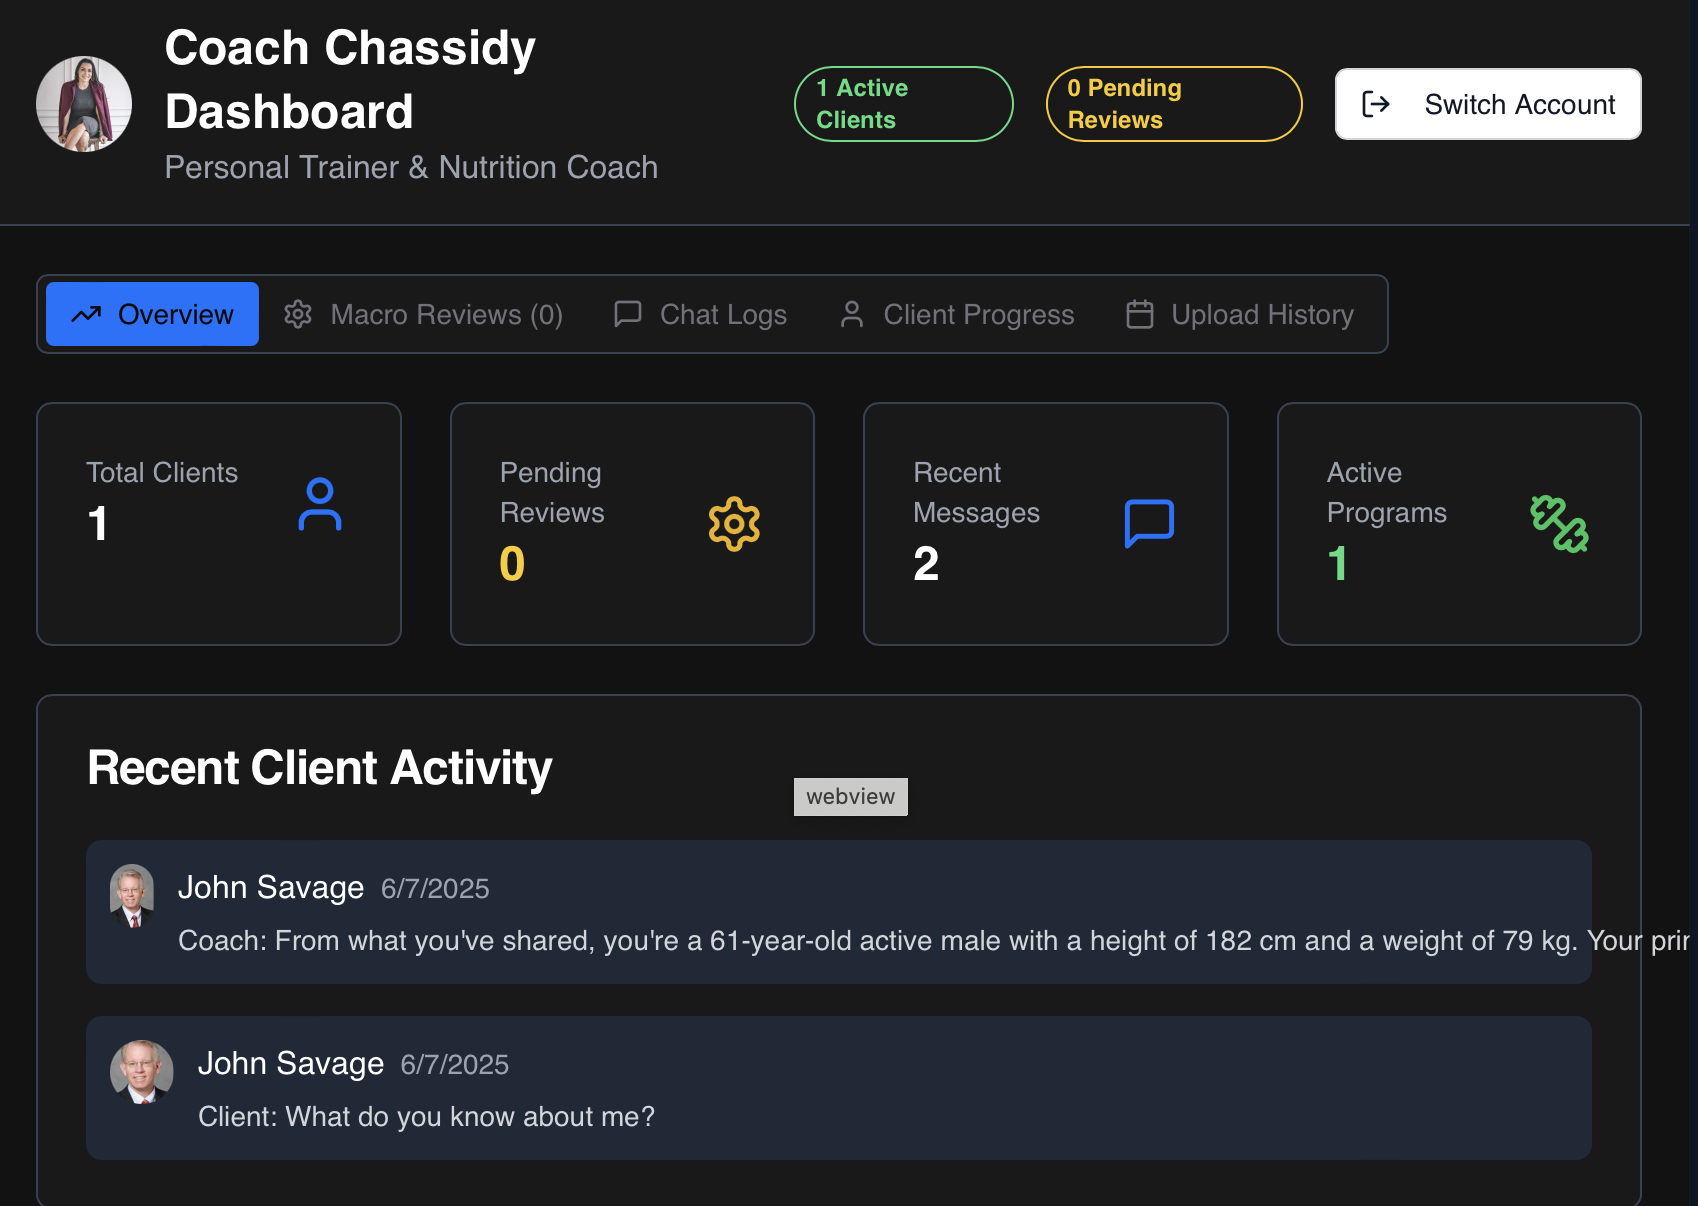 Coach Chassidy
Dashboard
Personal Trainer & Nutrition Coach
1 Active
Clients
0 Pending
Reviews
Switch Account
Overview
Macro Reviews (0)
Chat Logs
Client Progress
Upload History
Total Clients
1
Pending
Reviews
0
Recent
Messages
2
Active
Programs
1
Recent Client Activity
webview
John Savage 6/7/2025
Coach: From what you've shared, you're a 61-year-old active male with a height of 182 cm and a weight of 79 kg. Your
John Savage 6/7/2025
Client: What do you know about me?